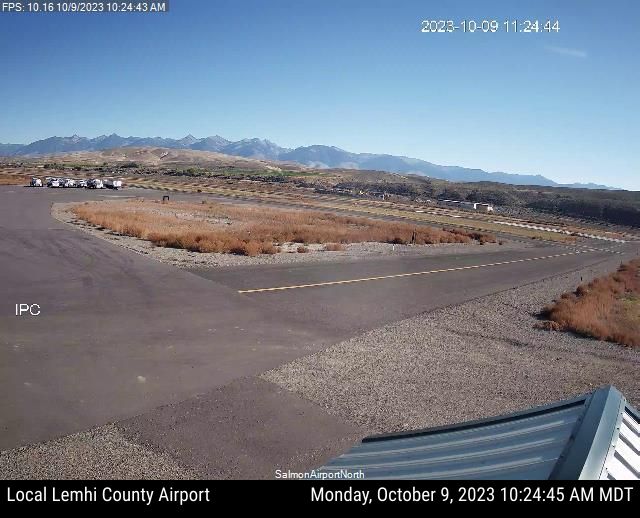 FPS: 10.16 10/9/2023 10:24:43 AM
2023-10-09 11:24:44
IPC
SalmonAirportNorth
Local Lemhi County Airport Monday, October 9, 2023 10:24:45 AM MDT